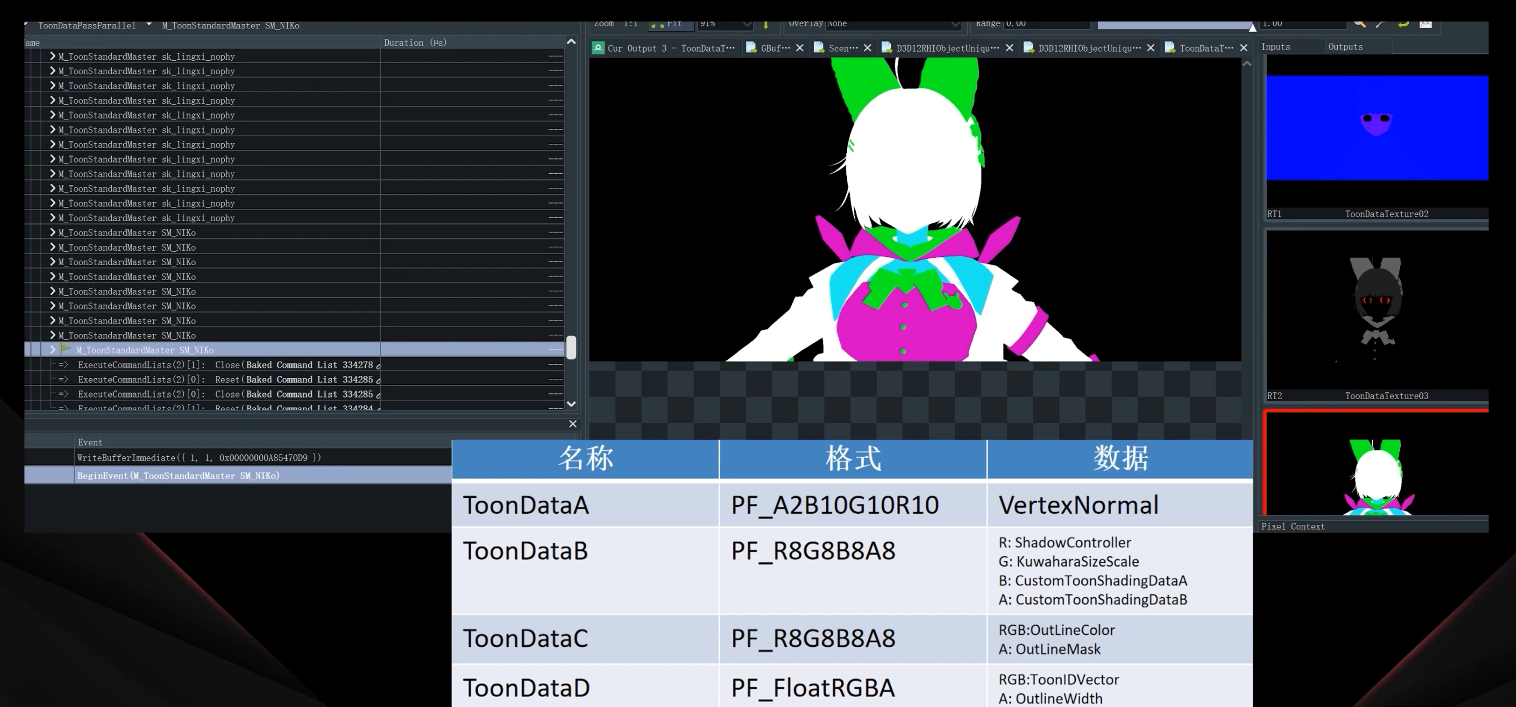 ToonDataPassParallel
M_ToonStandardMaster SM_NIKo
Zoom 1:1 Fit 91% Overlay None Range 0.00 1.00
ame Duration (µs)
M_ToonStandardMaster sk_lingxi_nophy
M_ToonStandardMaster sk_lingxi_nophy
M_ToonStandardMaster sk_lingxi_nophy
M_ToonStandardMaster sk_lingxi_nophy
M_ToonStandardMaster sk_lingxi_nophy
M_ToonStandardMaster sk_lingxi_nophy
M_ToonStandardMaster sk_lingxi_nophy
M_ToonStandardMaster sk_lingxi_nophy
M_ToonStandardMaster sk_lingxi_nophy
M_ToonStandardMaster sk_lingxi_nophy
M_ToonStandardMaster sk_lingxi_nophy
M_ToonStandardMaster sk_lingxi_nophy
M_ToonStandardMaster SM_NIKo
M_ToonStandardMaster SM_NIKo
M_ToonStandardMaster SM_NIKo
M_ToonStandardMaster SM_NIKo
M_ToonStandardMaster SM_NIKo
M_ToonStandardMaster SM_NIKo
M_ToonStandardMaster SM_NIKo
M_ToonStandardMaster SM_NIKo
M_ToonStandardMaster SM_NIKo
=> ExecuteCommandLists(2)[1]: Close(Baked Command List 334278
=> ExecuteCommandLists(2)[0]: Reset(Baked Command List 334285
=> ExecuteCommandLists(2)[0]: Close(Baked Command List 334285
=> ExecuteCommandLists(2)[1]: Reset(Baked Command List 334284
Event
WriteBufferImmediate({ 1, 1, 0x00000000A85470D9 })
BeginEvent(M_ToonStandardMaster SM_NIKo)
Cur Output 3 - ToonDataT··· GBuf··· Scen··· D3D12RHIObjectUniqu··· D3D12RHIObjectUniqu··· ToonDataT···
Inputs Outputs
RT1 ToonDataTexture02
RT2 ToonDataTexture03
Pixel Context
名称 格式 数据
ToonDataA PF_A2B10G10R10 VertexNormal
ToonDataB PF_R8G8B8A8
R: ShadowController
G: KuwaharaSizeScale
B: CustomToonShadingDataA
A: CustomToonShadingDataB
ToonDataC PF_R8G8B8A8
RGB:OutLineColor
A: OutLineMask
ToonDataD PF_FloatRGBA
RGB:ToonIDVector
A: OutlineWidth